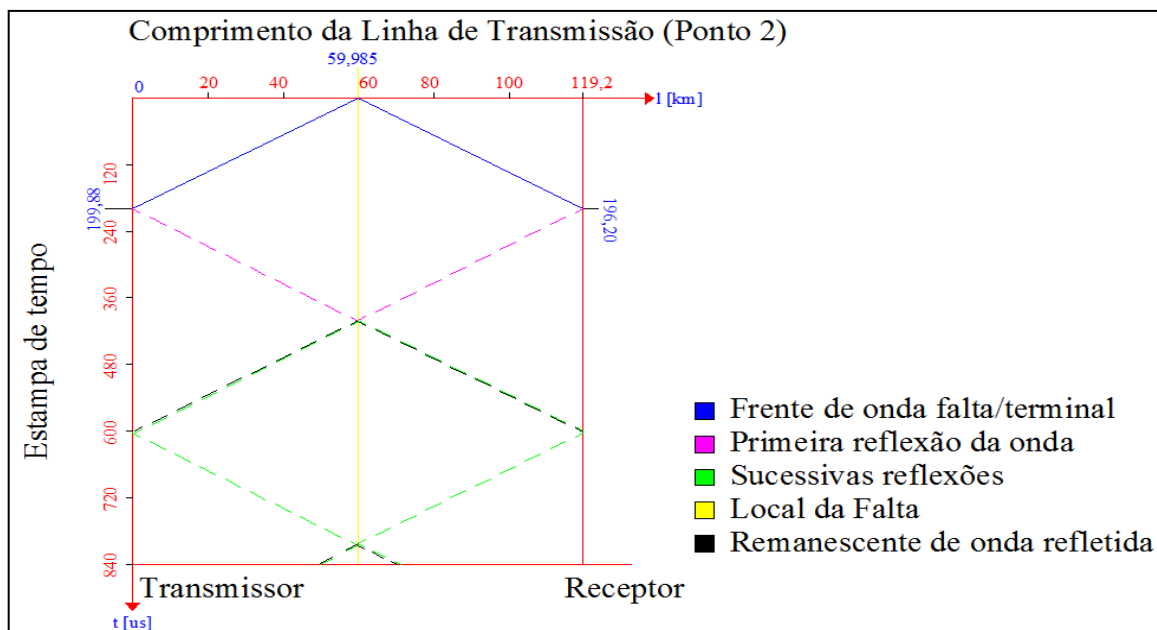 Comprimento da Linha de Transmissão (Ponto 2)
59,985
0
20
40
60
80
100
119,2
l [km]
120
199,88
196,20
240
360
480
600
720
840
Estampa de tempo
Frente de onda falta/terminal
Primeira reflexão da onda
Sucessivas reflexões
Local da Falta
Remanescente de onda refletida
Transmissor
Receptor
t [us]